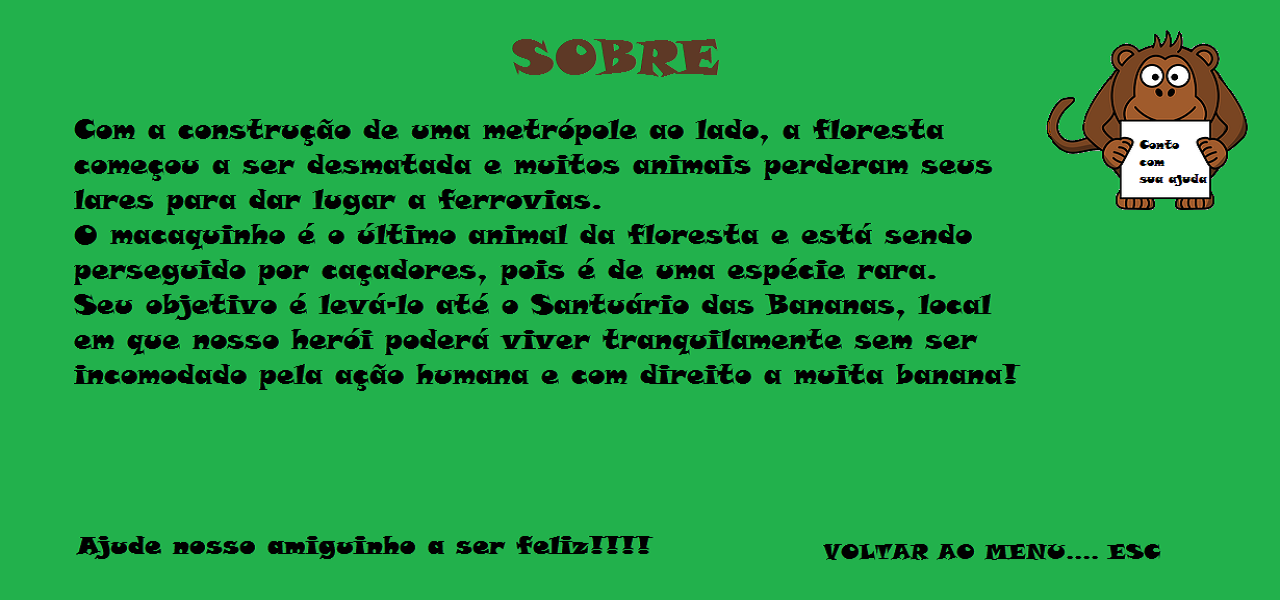 SOBRE
Com a construção de uma metrópole ao lado, a floresta
começou a ser desmatada e muitos animais perderam seus
lares para dar lugar a ferrovias.
O macaquinho é o último animal da floresta e está sendo
perseguido por caçadores, pois é de uma espécie rara.
Seu objetivo é levá-lo até o Santuário das Bananas, local
em que nosso herói poderá viver tranquilamente sem ser
incomodado pela ação humana e com direito a muita banana!
Conto
com
sua ajuda
Ajude nosso amiguinho a ser feliz!!!!
VOLTAR AO MENU.... ESC